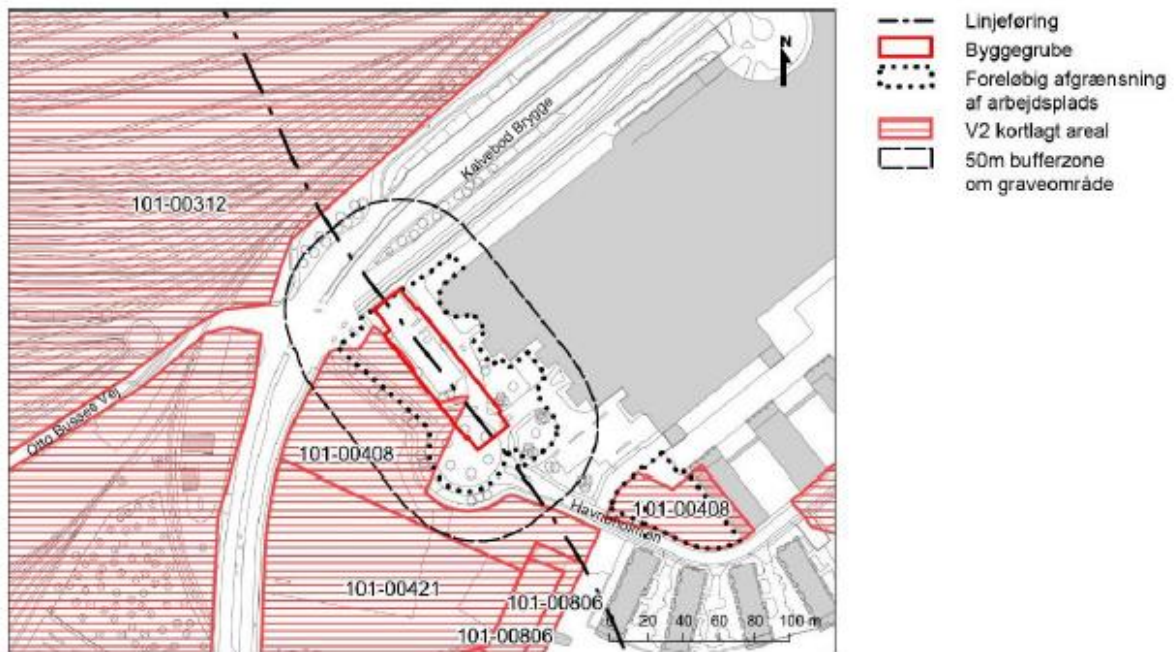 N
Kalvebod Brygge
101-00312
Otto Busses Vej
101-00408
101-00408
Havneholmen
101-00421
101-00806
101-00806
0 20 40 60 80 100 m
Linjeføring
Byggegrube
Foreløbig afgrænsning
af arbejdsplads
V2 kortlagt areal
50m bufferzone
om graveområde